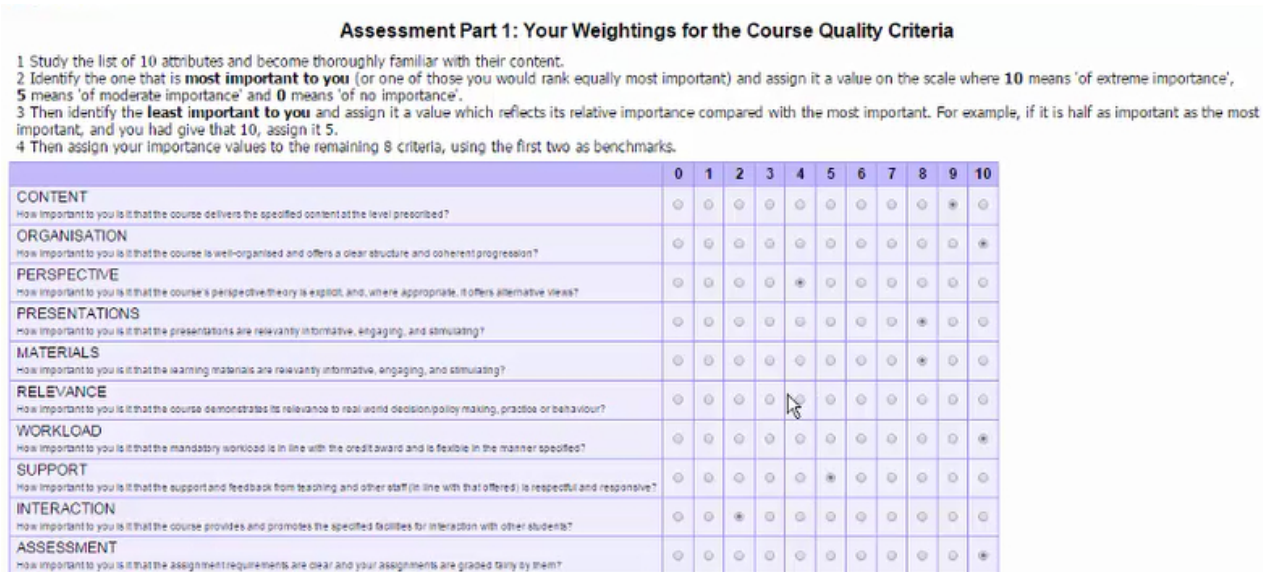 Assessment Part 1: Your Weightings for the Course Quality Criteria
1 Study the list of 10 attributes and become thoroughly familiar with their content.
2 Identify the one that is most important to you (or one of those you would rank equally most important) and assign it a value on the scale where 10 means 'of extreme importance',
5 means 'of moderate importance' and 0 means 'of no importance'.
3 Then identify the least important to you and assign it a value which reflects its relative importance compared with the most important. For example, if it is half as important as the most
important, and you had give that 10, assign it 5.
4 Then assign your importance values to the remaining 8 criteria, using the first two as benchmarks.
0 1 2 3 4 5 6 7 8 9 10
CONTENT
How important to you is it that the course delivers the specified content at the level prescribed?
ORGANISATION
How important to you is it that the course is well-organised and offers a clear structure and coherent progression?
PERSPECTIVE
How important to you is it that the course's perspective/theory is explicit, and, where appropriate, it offers alternative views?
PRESENTATIONS
How important to you is it that the presentations are relevantly informative, engaging, and stimulating?
MATERIALS
How important to you is it that the learning materials are relevantly informative, engaging, and stimulating?
RELEVANCE
How important to you is it that the course demonstrates its relevance to real world decision/policy making, practice or behaviour?
WORKLOAD
How important to you is it that the mandatory workload is in line with the credit award and is flexible in the manner specified?
SUPPORT
How important to you is it that the support and feedback from teaching and other staff (in line with that offered) is respectful and responsive?
INTERACTION
How important to you is it that the course provides and promotes the specified facilities for interaction with other students?
ASSESSMENT
How important to you is it that the assignment requirements are clear and your assignments are graded fairly by them?